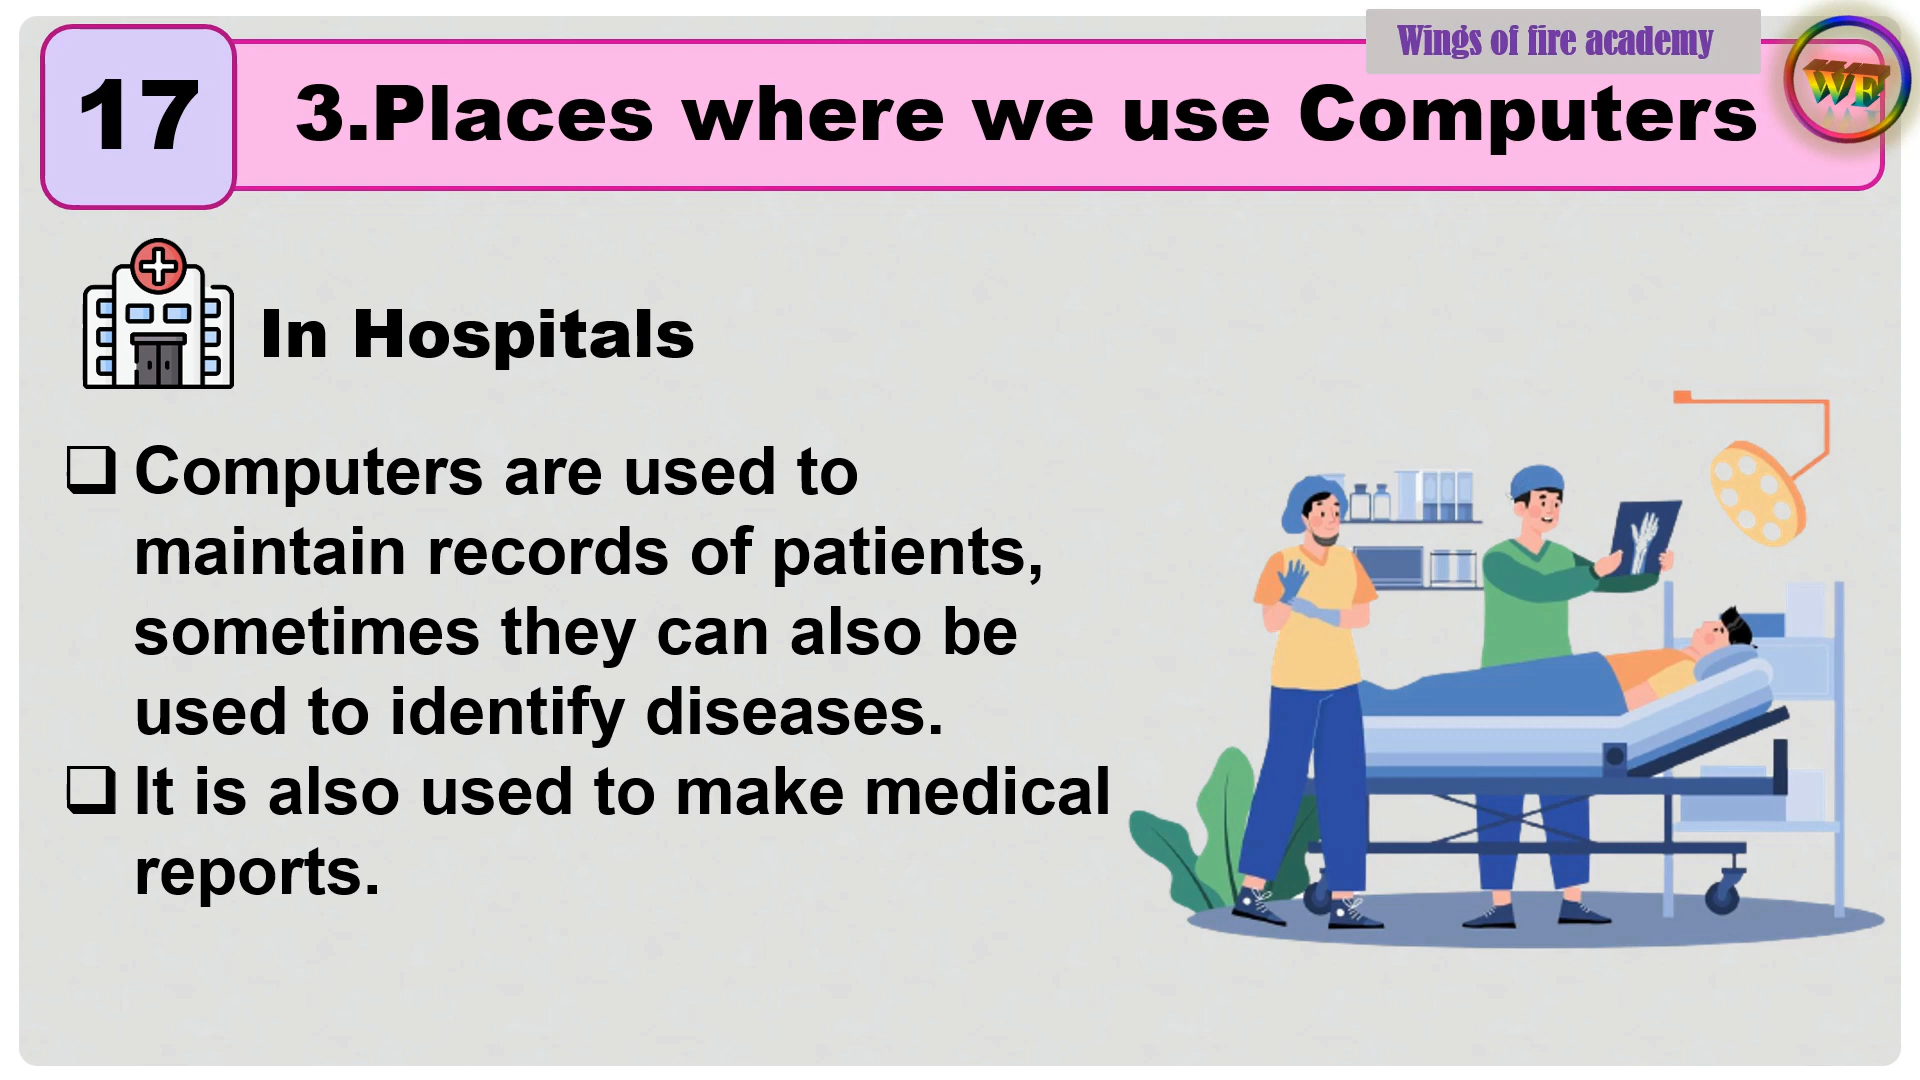 Wings of fire academy
WE
17
3.Places where we use Computers
In Hospitals
❑ Computers are used to
maintain records of patients,
sometimes they can also be
used to identify diseases.
❑ It is also used to make medical
reports.